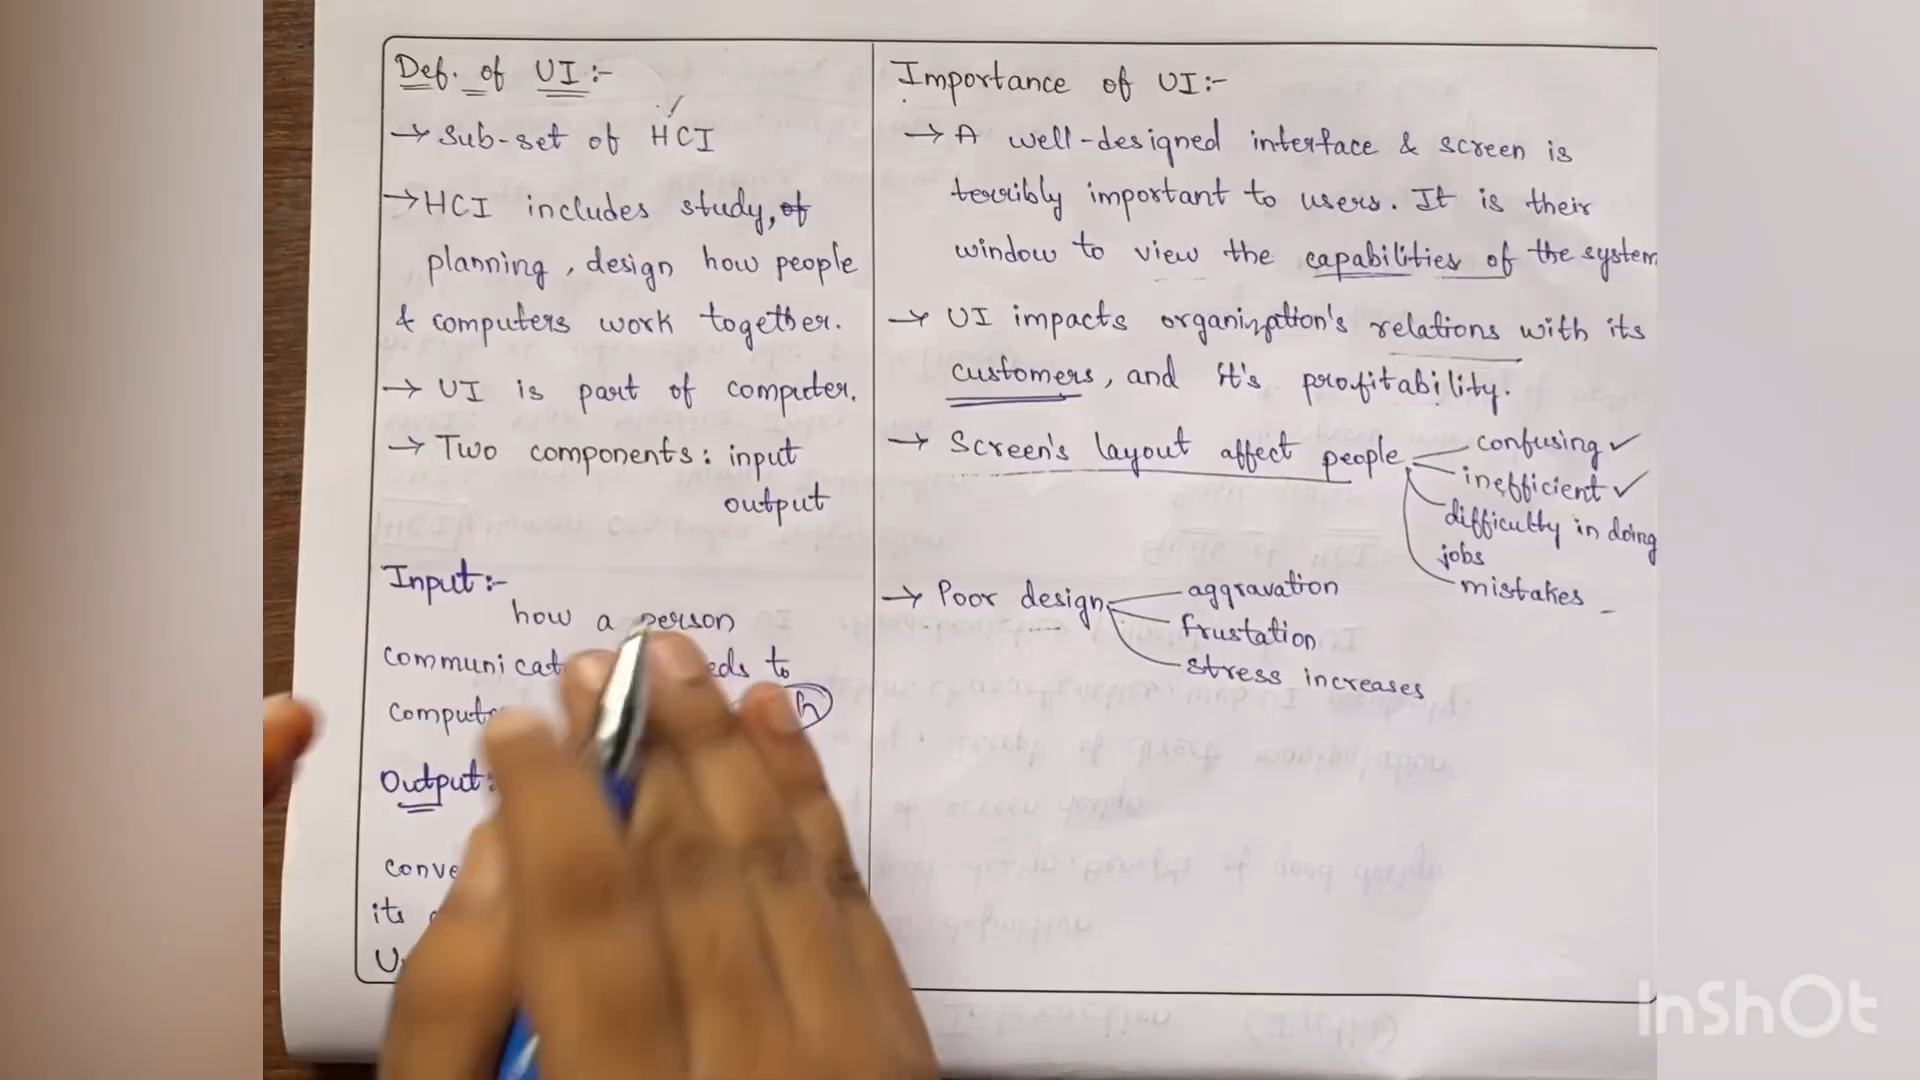 Def. of UI:-
→ Sub-set of HCI
→ HCI includes study,
planning, design how people
& computers work together.
→ UI is part of computer.
→ Two components: input
output
Input:-
how a person
to
Output:
its
Importance of UI:-
→ A well-designed interface & screen is
terribly important to users. It is their
window to view the capabilities of the system
→ UI impacts organization's relations with its
customers, and it's profitability.
→ Screen's layout affect people
confusing ✓
inefficient ✓
difficulty in doing
jobs
mistakes
→ Poor design
aggravation
frustation
stress increases
InShOt